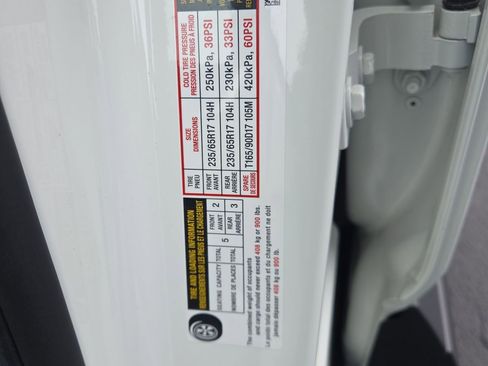 TIRE AND LOADING INFORMATION
RENSEIGNEMENTS SUR LES PNEUS ET LE CHARGEMENT
SEATING CAPACITY TOTAL 5 FRONT 2 REAR 3
NOMBRE DE PLACES TOTAL AVANT ARRIÈRE
The combined weight of occupants
and cargo should never exceed 408 kg or 900 lbs.
Le poids total des occupants et du chargement ne doit
jamais dépasser 408 kg ou 900 lb.
TIRE SIZE COLD TIRE PRESSURE
PNEU DIMENSIONS PRESSION DES PNEUS À FROID
FRONT 235/65R17 104H 250kPa, 36PSI
AVANT
REAR 235/65R17 104H 230kPa, 33PSI
ARRIÈRE
SPARE T165/90D17 105M 420kPa, 60PSI
DE SECOURS